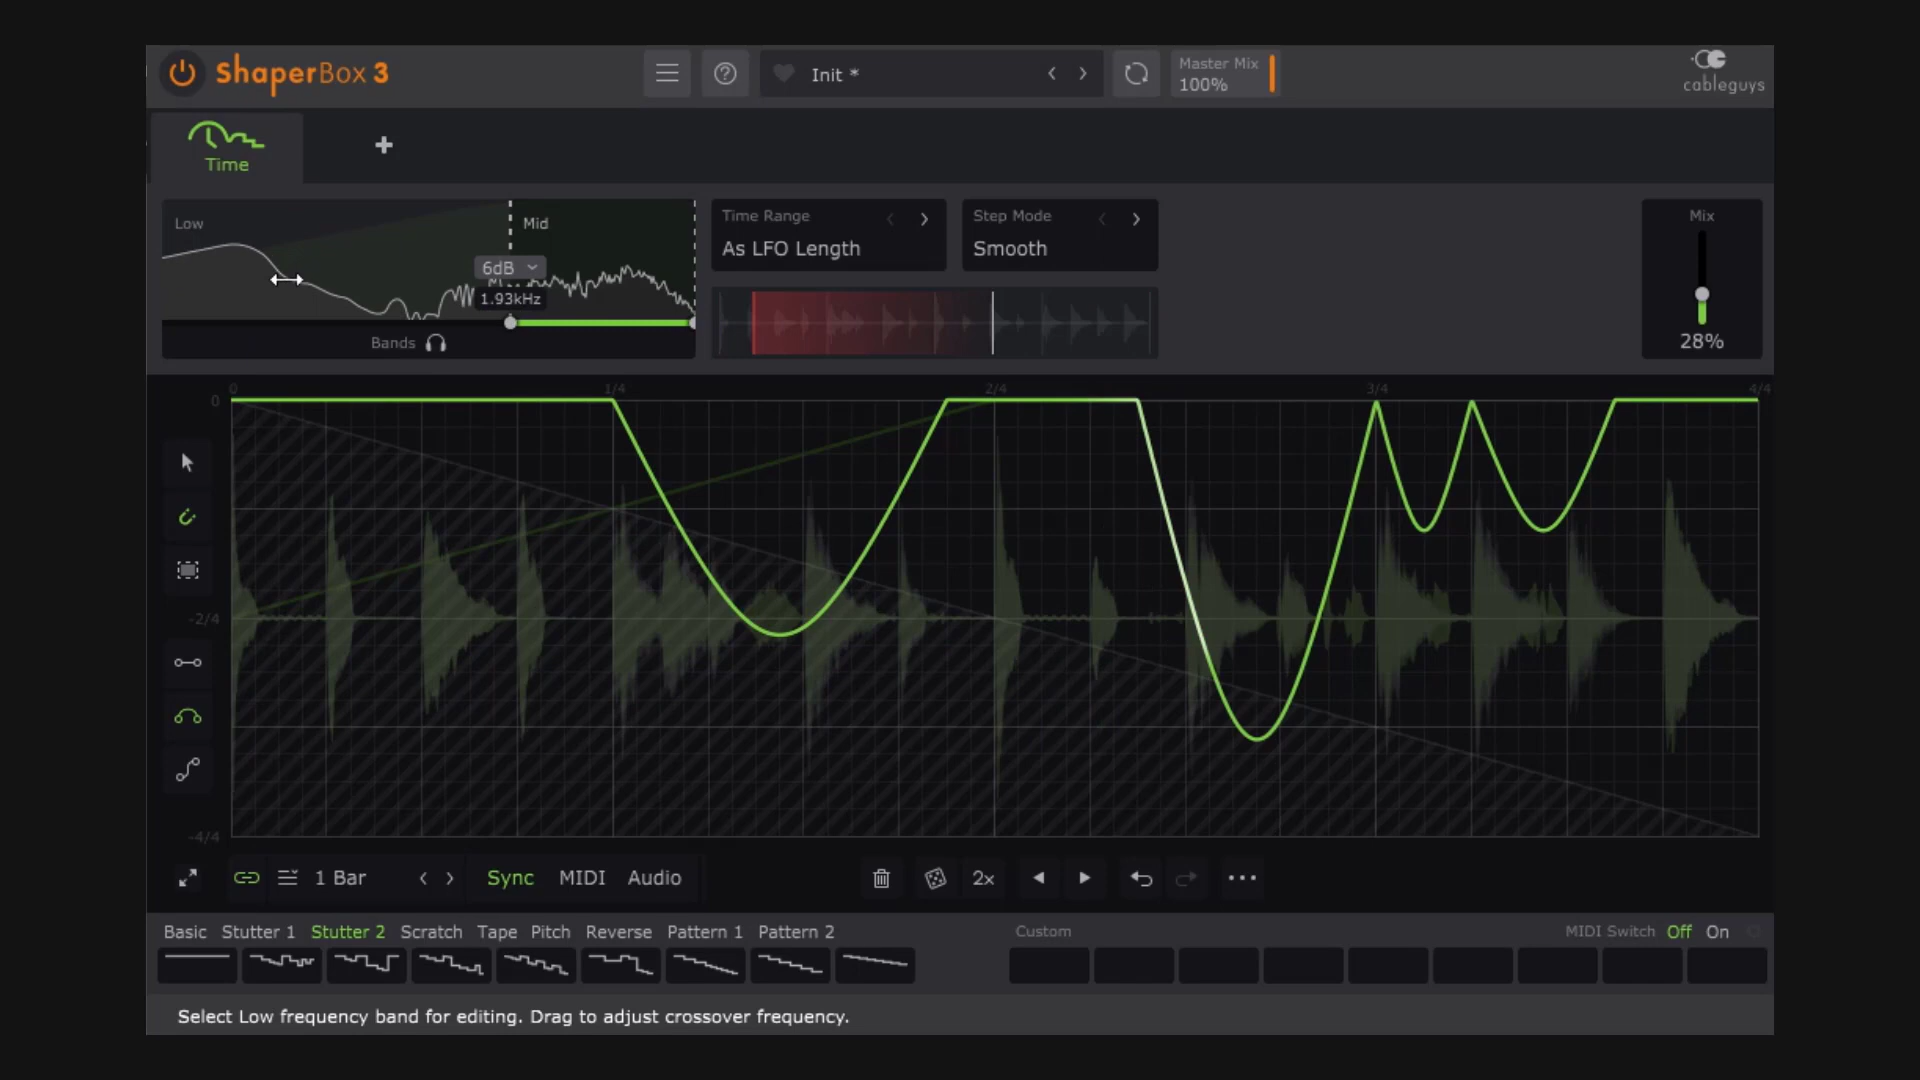 ShaperBox 3
Init *
Master Mix
100%
cableguys
Time
Low
Mid
6dB
1.93kHz
Bands
Time Range
As LFO Length
Step Mode
Smooth
Mix
28%
0 1/4 2/4 3/4 4/4
0
-2/4
-4/4
1 Bar
Sync MIDI Audio
2x
Basic Stutter 1 Stutter 2 Scratch Tape Pitch Reverse Pattern 1 Pattern 2
Custom
MIDI Switch Off On
Select Low frequency band for editing. Drag to adjust crossover frequency.